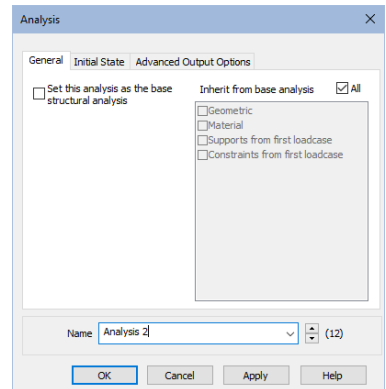 Analysis
General Initial State Advanced Output Options
Set this analysis as the base
structural analysis
Inherit from base analysis
All
Geometric
Material
Supports from first loadcase
Constraints from first loadcase
Name Analysis 2 (12)
OK Cancel Apply Help